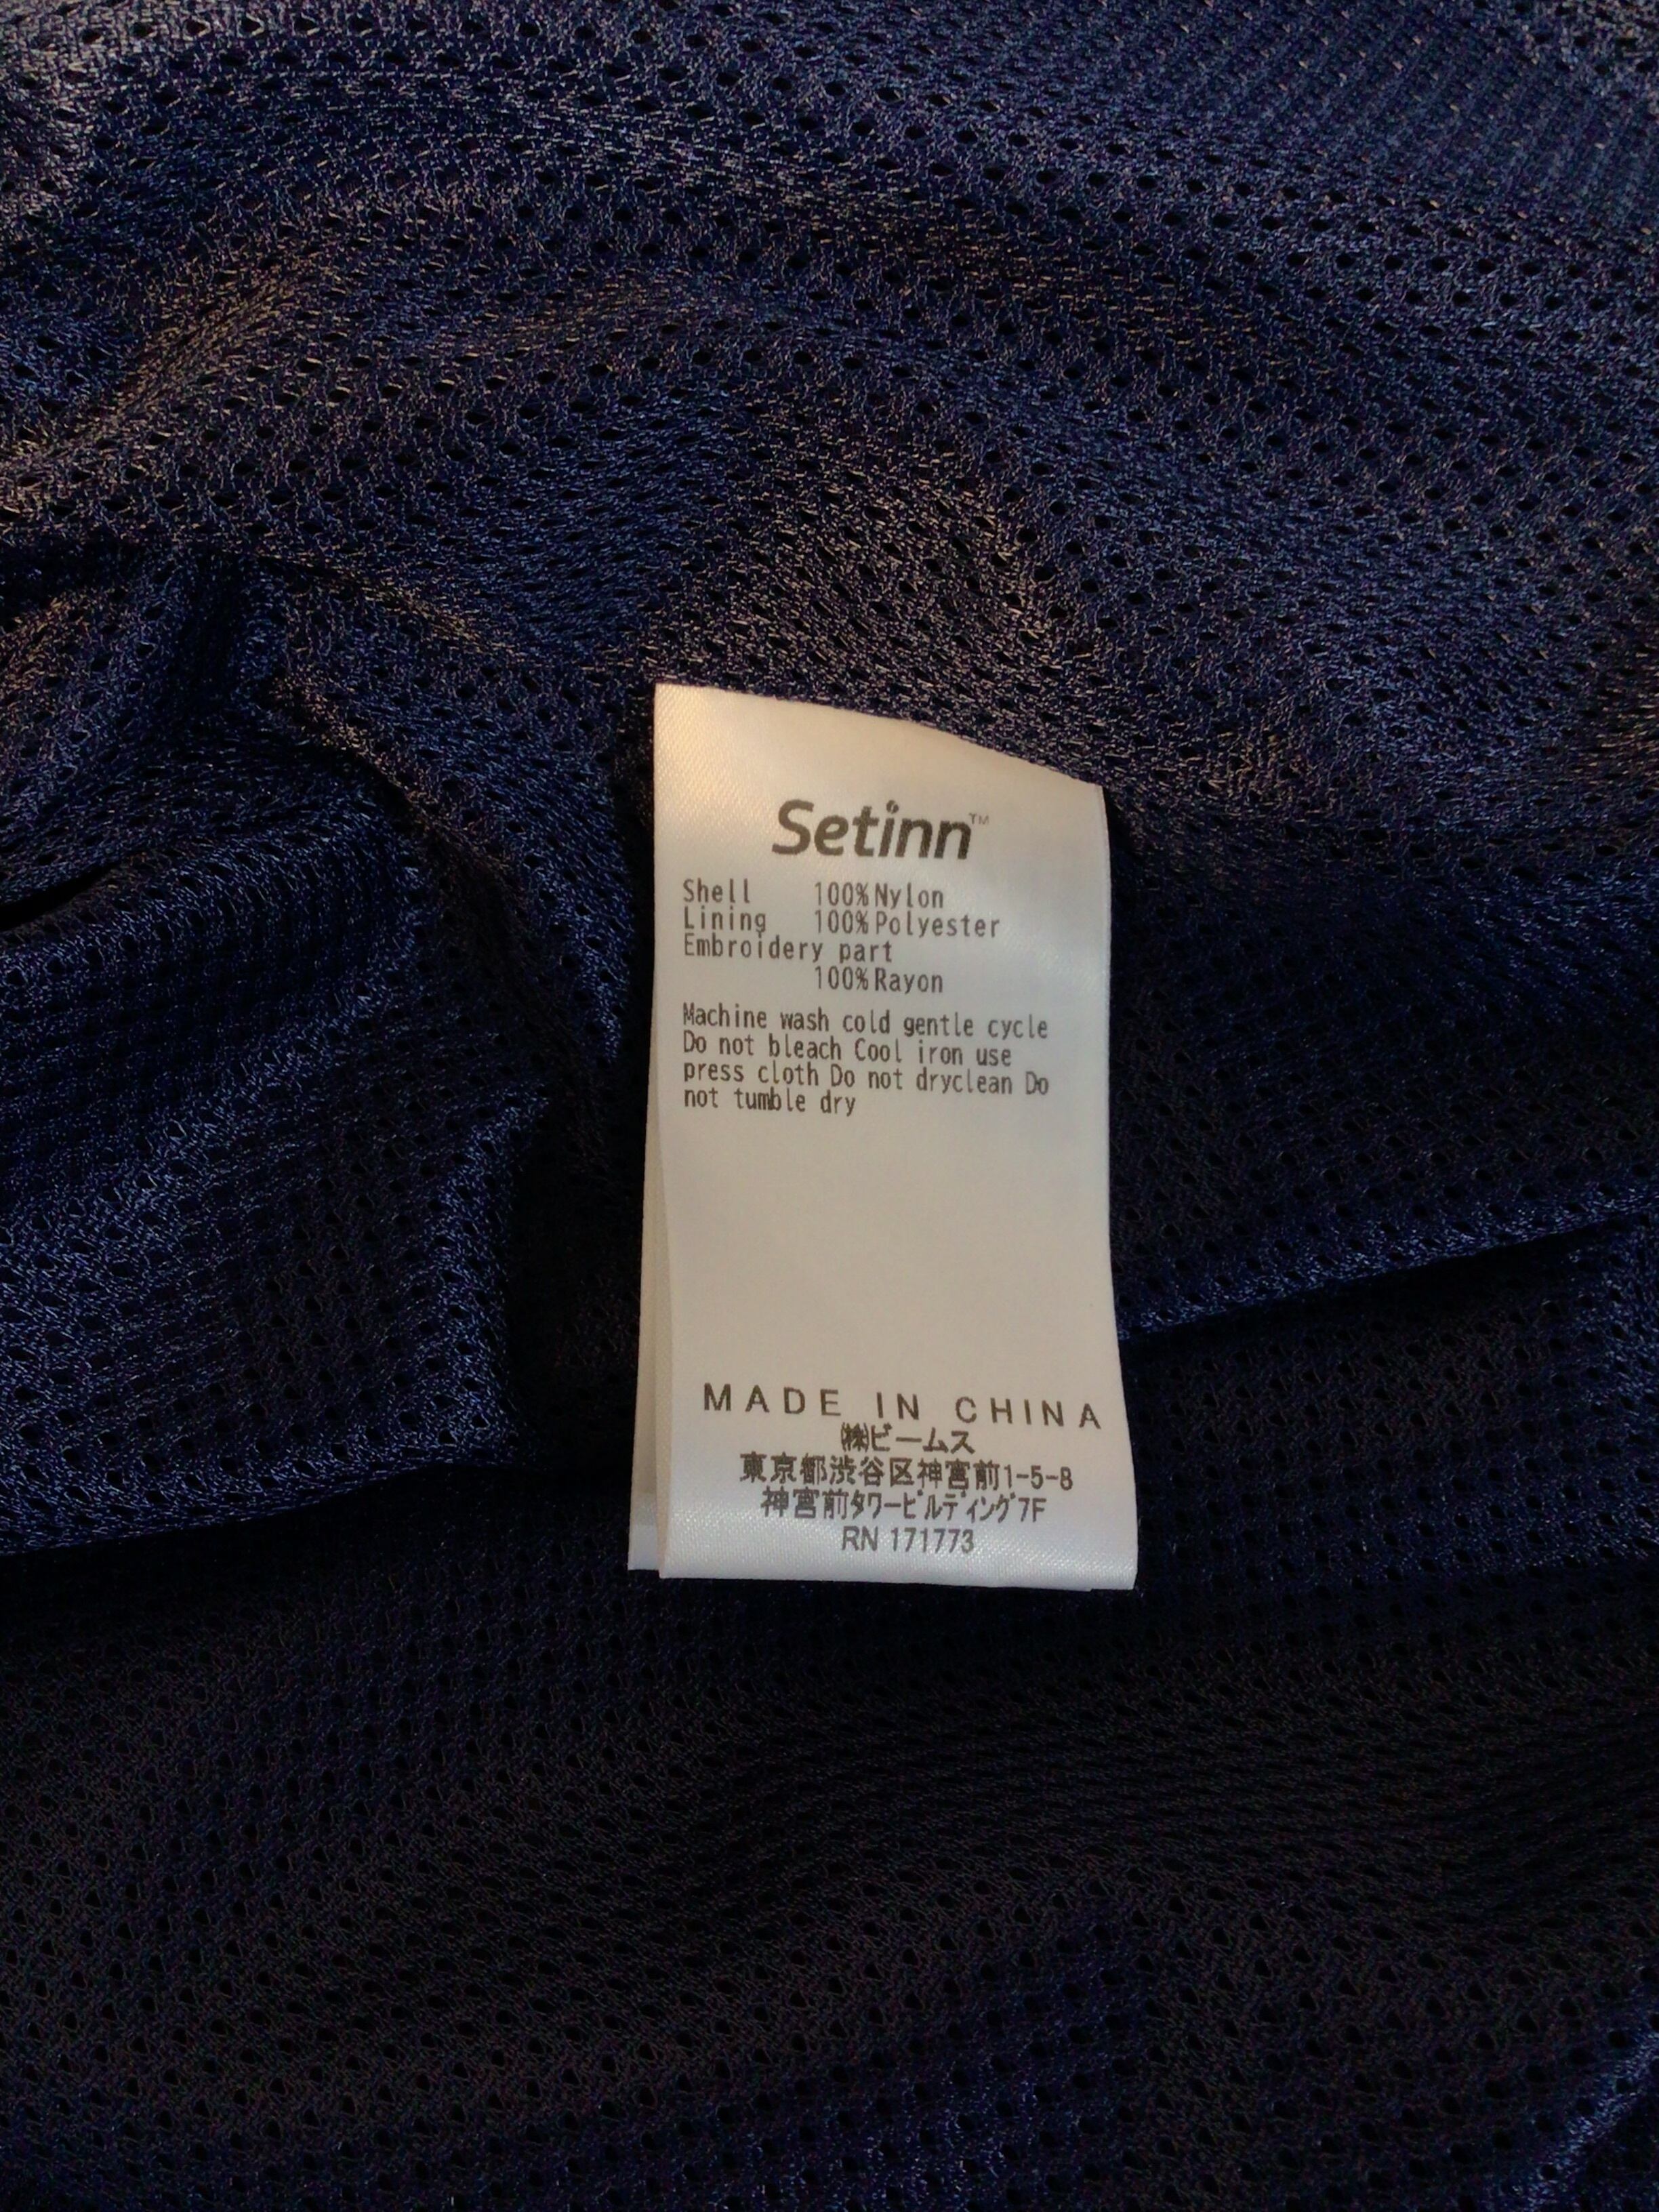 Setinn™
Shell 100%Nylon
Lining 100%Polyester
Embroidery part
100%Rayon
Machine wash cold gentle cycle
Do not bleach Cool iron use
press cloth Do not dryclean Do
not tumble dry
MADE IN CHINA
㈱ビームス
東京都渋谷区神宮前1-5-8
神宮前ﾀﾜｰﾋﾞﾙﾃﾞｨﾝｸﾞ7F
RN 171773